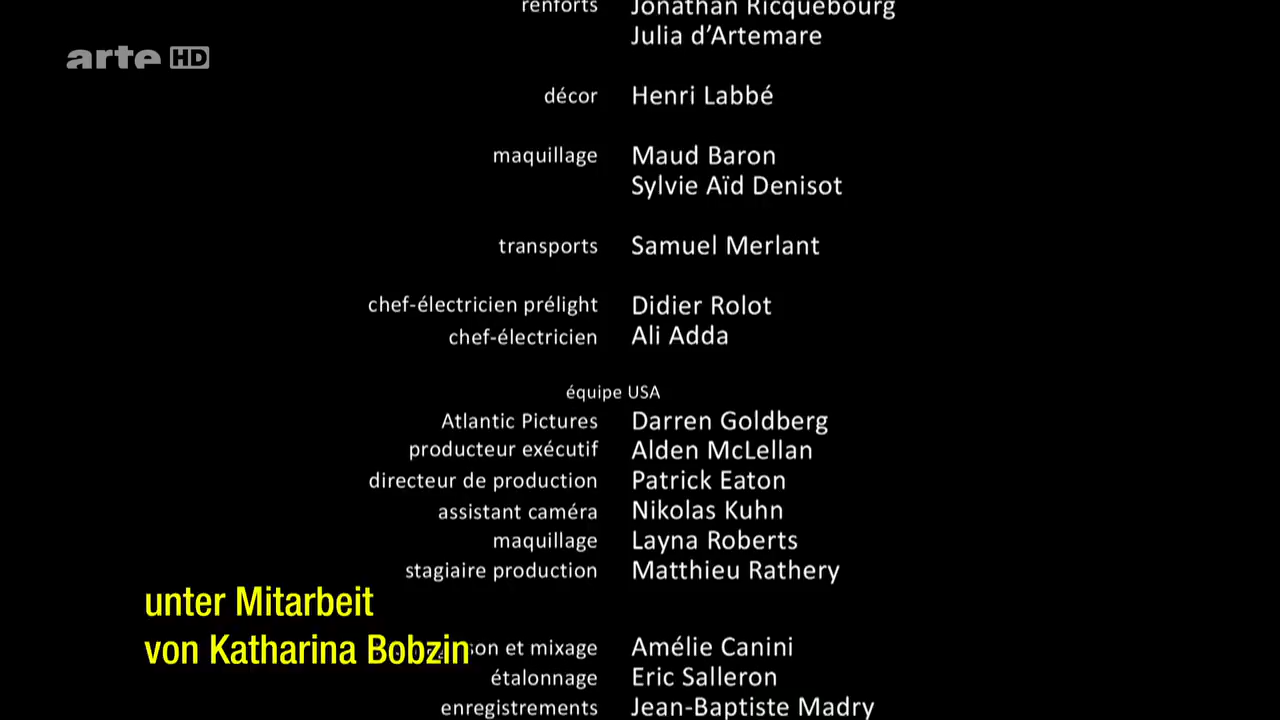 renforts Jonathan Ricquebourg
Julia d’Artemare
arte HD
décor Henri Labbé
maquillage Maud Baron
Sylvie Aïd Denisot
transports Samuel Merlant
chef-électricien prélight Didier Rolot
chef-électricien Ali Adda
équipe USA
Atlantic Pictures Darren Goldberg
producteur exécutif Alden McLellan
directeur de production Patrick Eaton
assistant caméra Nikolas Kuhn
maquillage Layna Roberts
stagiaire production Matthieu Rathery
unter Mitarbeit
von Katharina Bobzin
et mixage Amélie Canini
étalonnage Eric Salleron
enregistrements Jean-Baptiste Madry